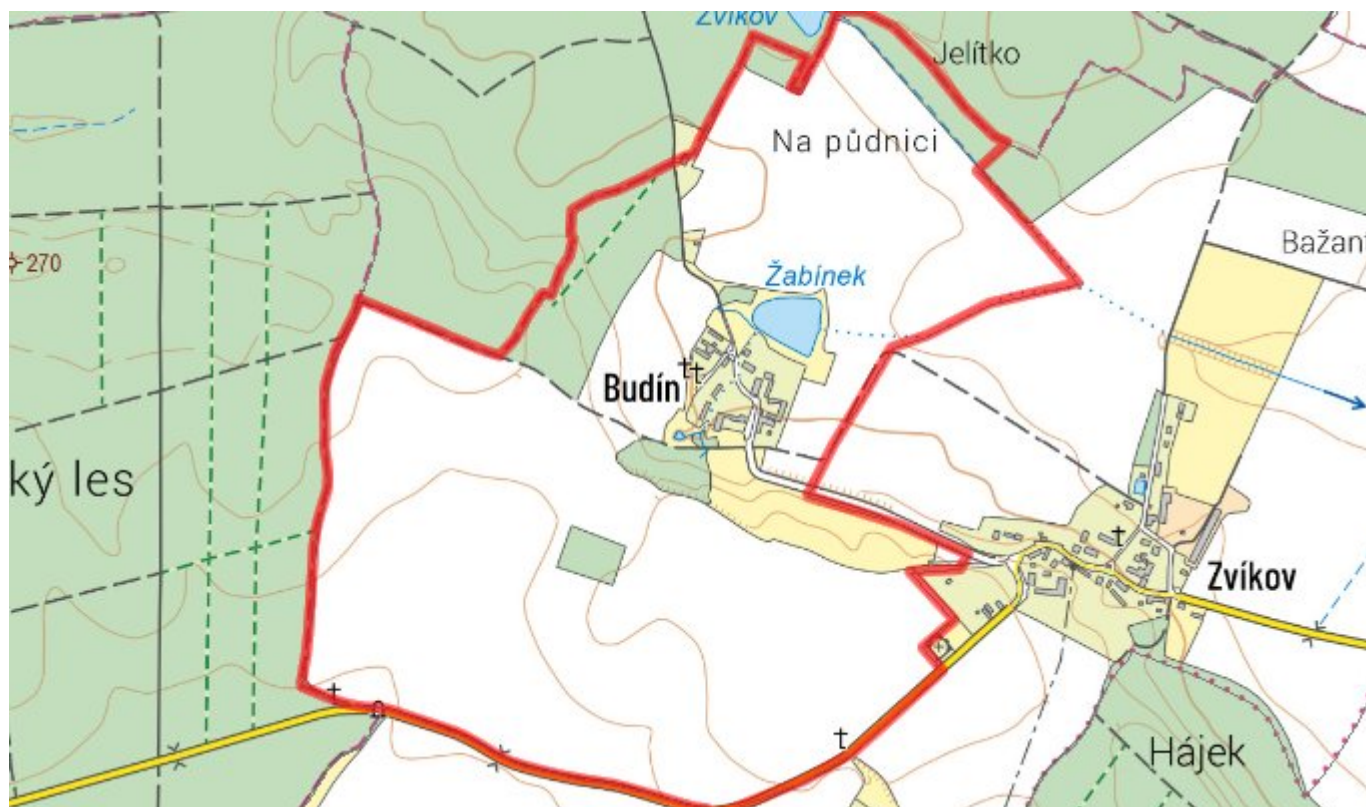 Zvíkov
Jelítko
Na půdnici
Bažant
270
Žabínek
Budín
ký les
Zvíkov
Hájek